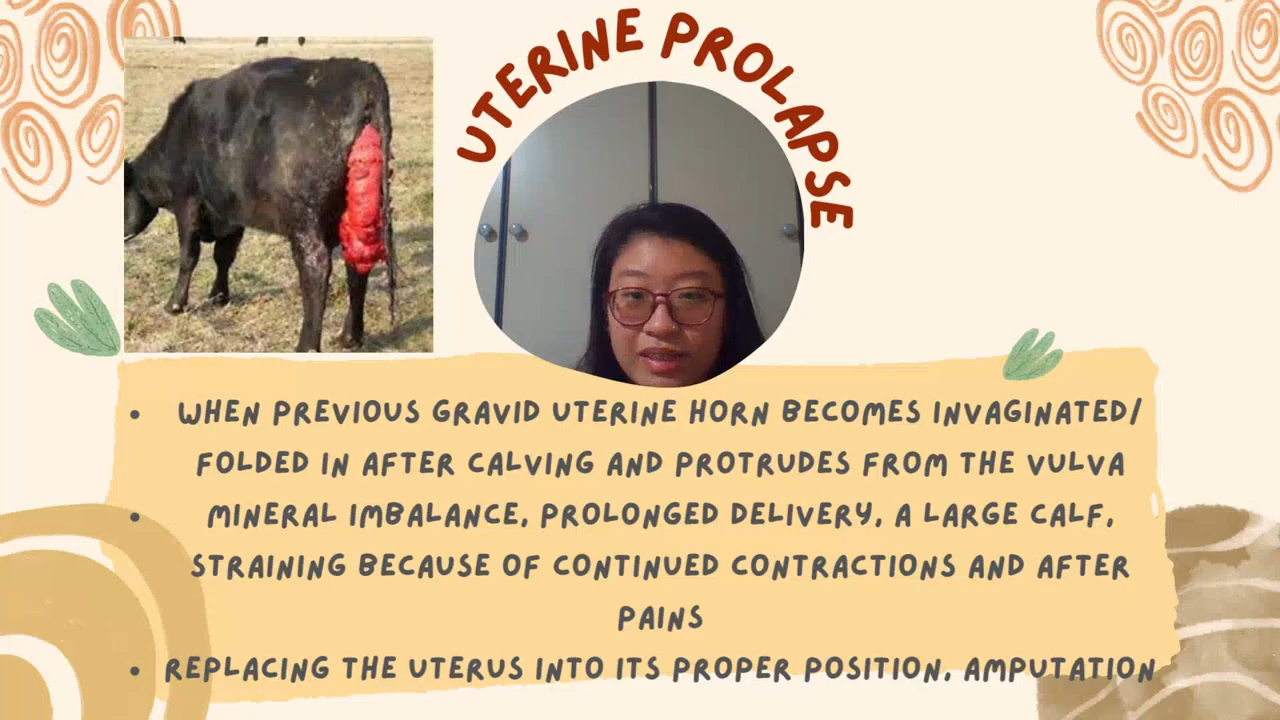 UTERINE PROLAPSE
• WHEN PREVIOUS GRAVID UTERINE HORN BECOMES INVAGINATED/
FOLDED IN AFTER CALVING AND PROTRUDES FROM THE VULVA
• MINERAL IMBALANCE, PROLONGED DELIVERY, A LARGE CALF,
STRAINING BECAUSE OF CONTINUED CONTRACTIONS AND AFTER
PAINS
• REPLACING THE UTERUS INTO ITS PROPER POSITION, AMPUTATION